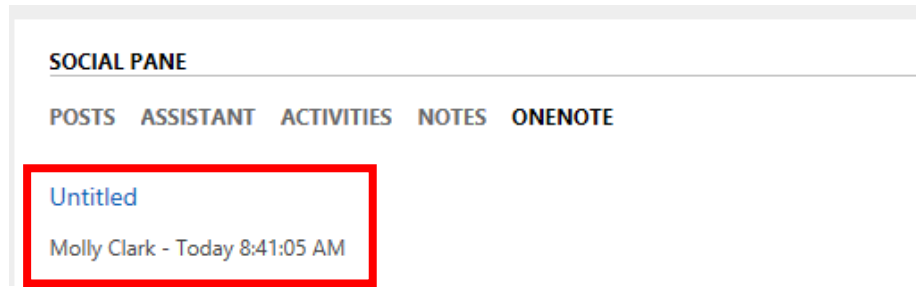 SOCIAL PANE
POSTS ASSISTANT ACTIVITIES NOTES ONENOTE
Untitled
Molly Clark - Today 8:41:05 AM